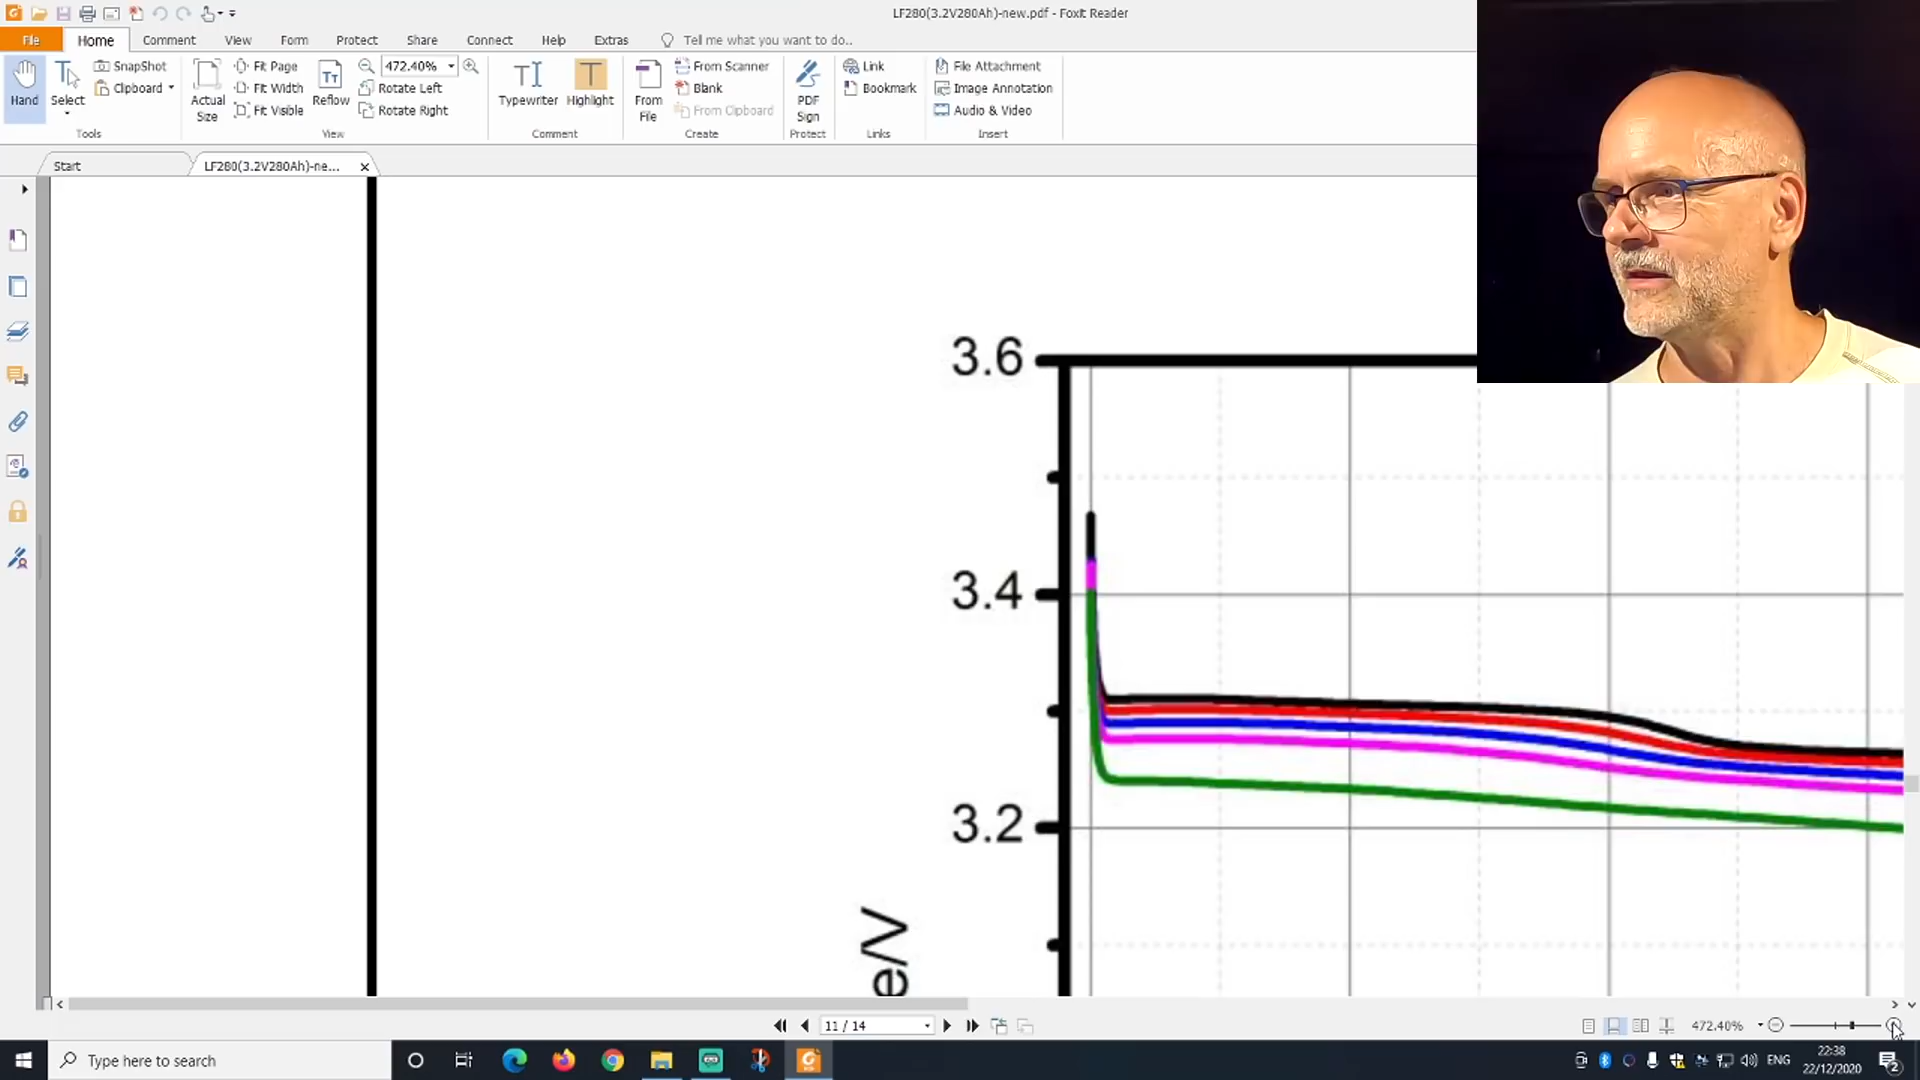 LF280(3.2V280Ah)-new.pdf - Foxit Reader
File Home Comment View Form Protect Share Connect Help Extras Tell me what you want to do..
Hand
Select
SnapShot
Clipboard
Tools
Actual Size
Fit Page
Fit Width
Fit Visible
Reflow
472.40%
Rotate Left
Rotate Right
View
Typewriter
Highlight
Comment
From File
From Scanner
Blank
From Clipboard
Create
PDF Sign
Protect
Link
Bookmark
Links
File Attachment
Image Annotation
Audio & Video
Insert
Start
LF280(3.2V280Ah)-ne...
3.6
3.4
3.2
e/V
11 / 14
472.40%
Type here to search
ENG
22:38
22/12/2020
2